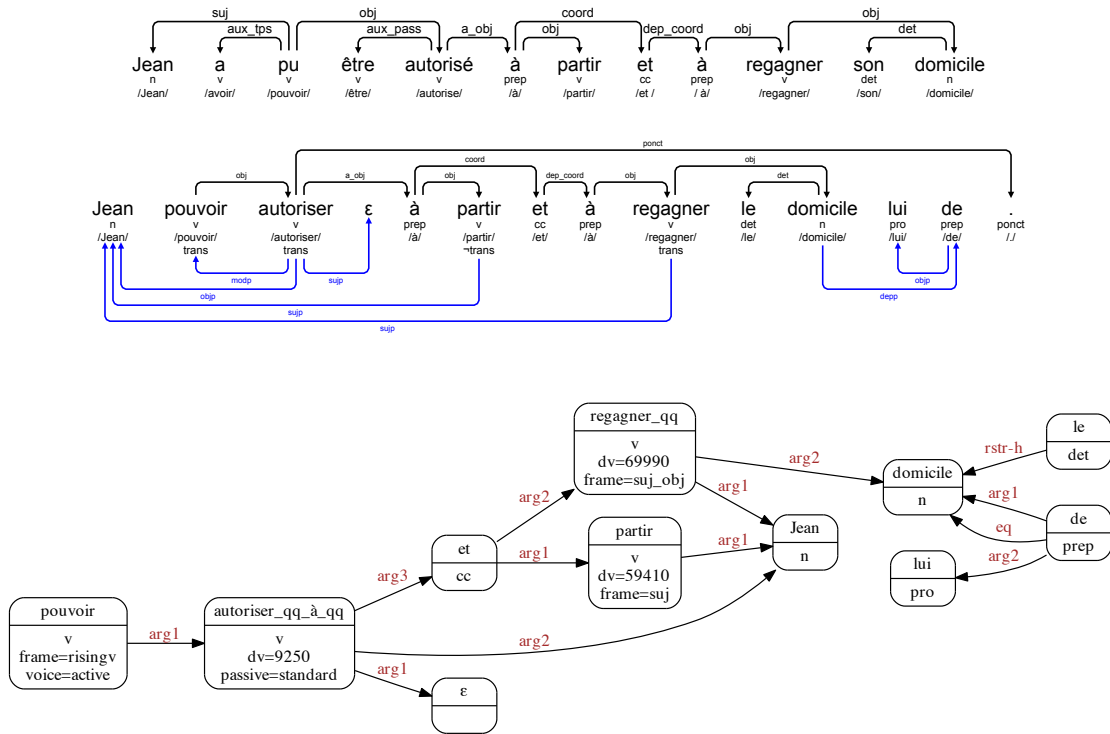 suj obj coord obj
aux_tps aux_pass a_obj obj dep_coord obj det
Jean a pu être autorisé à partir et à regagner son domicile
n v v v v prep v cc prep v det n
/Jean/ /avoir/ /pouvoir/ /être/ /autorise/ /à/ /partir/ /et / / à/ /regagner/ /son/ /domicile/
ponct
coord obj
obj a_obj obj dep_coord obj det
Jean pouvoir autoriser ε à partir et à regagner le domicile lui de .
n v v prep v cc prep v det n pro prep ponct
/Jean/ /pouvoir/ /autoriser/ /à/ /partir/ /et/ /à/ /regagner/ /le/ /domicile/ /lui/ /de/ /./
trans trans ¬trans trans
modp sujp objp
objp depp
sujp
sujp
regagner_qq
v
dv=69990
frame=suj_obj
le
det
rstr-h
arg2
domicile
n
arg1
eq
de
prep
arg2
lui
pro
arg1
arg2
partir
v
dv=59410
frame=suj
arg1
Jean
n
et
cc
arg1
arg3
pouvoir
v
frame=risingv
voice=active
arg1
autoriser_qq_à_qq
v
dv=9250
passive=standard
arg2
arg1
ε